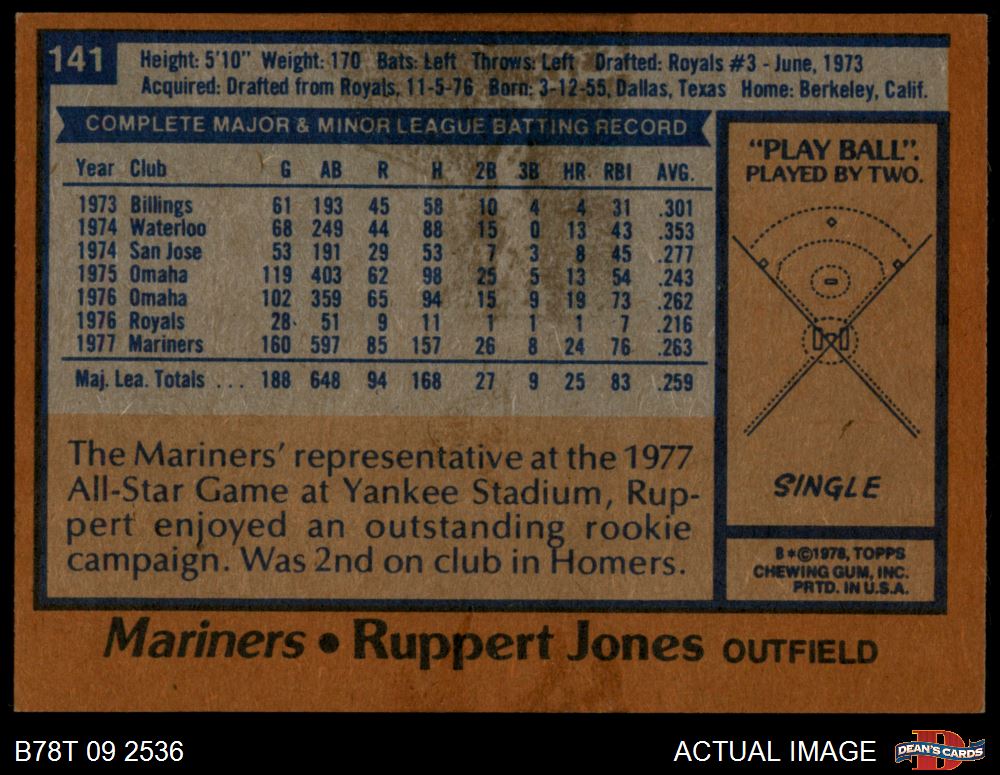 141
Height: 5'10" Weight: 170 Bats: Left Throws: Left Drafted: Royals #3 - June, 1973
Acquired: Drafted from Royals, 11-5-76 Born: 3-12-55, Dallas, Texas Home: Berkeley, Calif.
COMPLETE MAJOR & MINOR LEAGUE BATTING RECORD
Year Club G AB R H 2B 3B HR RBI AVG.
1973 Billings 61 193 45 58 10 4 4 31 .301
1974 Waterloo 68 249 44 88 15 0 13 43 .353
1974 San Jose 53 191 29 53 7 3 8 45 .277
1975 Omaha 119 403 62 98 25 5 13 54 .243
1976 Omaha 102 359 65 94 15 9 19 73 .262
1976 Royals 28 51 9 11 1 1 1 7 .216
1977 Mariners 160 597 85 157 26 8 24 76 .263
Maj. Lea. Totals ... 188 648 94 168 27 9 25 83 .259
The Mariners' representative at the 1977
All-Star Game at Yankee Stadium, Rup-
pert enjoyed an outstanding rookie
campaign. Was 2nd on club in Homers.
"PLAY BALL".
PLAYED BY TWO.
SINGLE
B*©1978, TOPPS
CHEWING GUM, INC.
PRTD. IN U.S.A.
Mariners • Ruppert Jones OUTFIELD
B78T 09 2536
ACTUAL IMAGE
D
DEAN'S CARDS